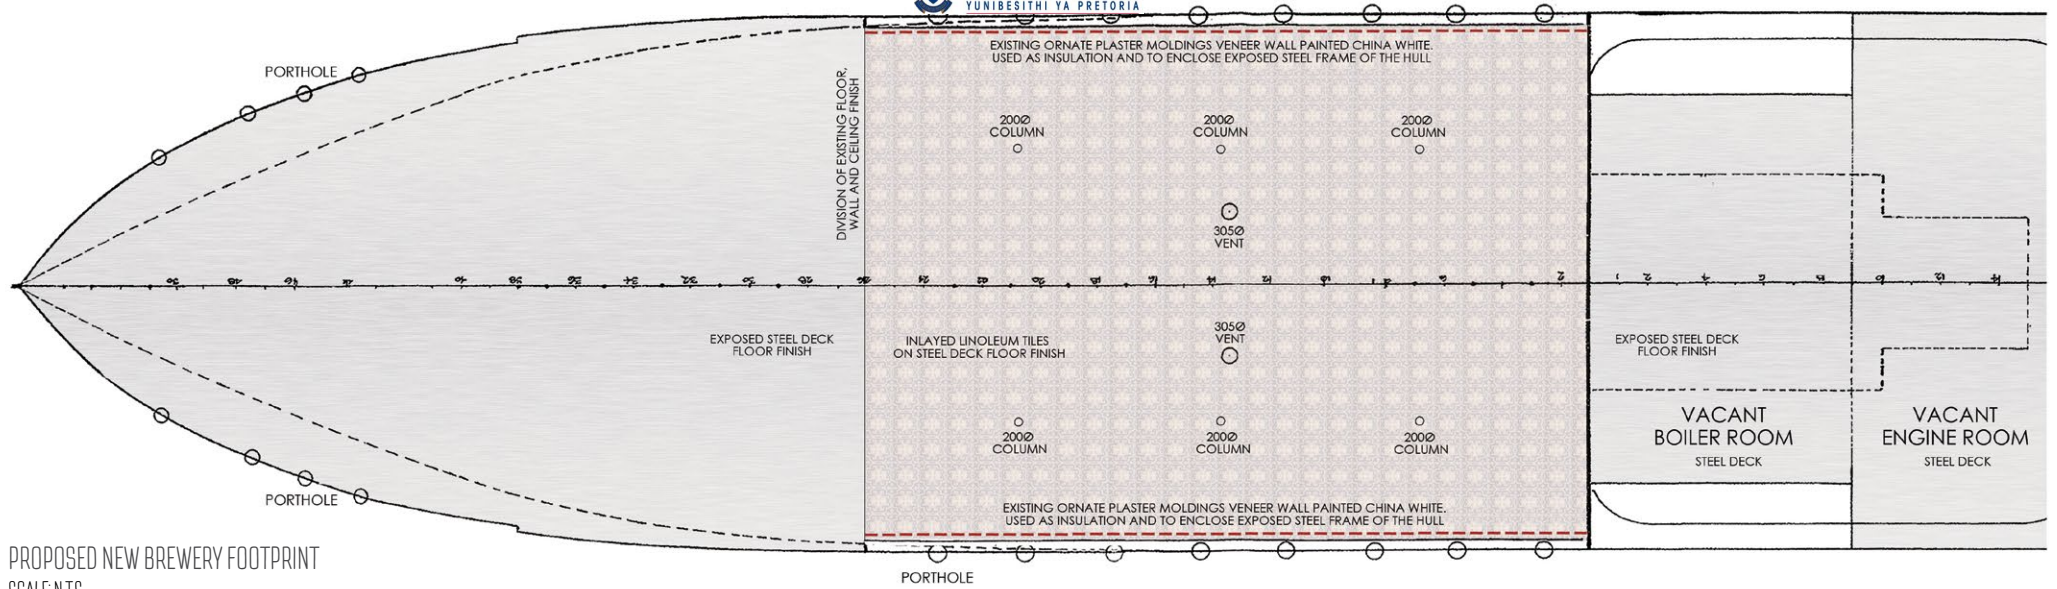 YUNIBESITHI YA PRETORIA
PORTHOLE
DIVISION OF EXISTING FLOOR,
WALL AND CEILING FINISH
EXISTING ORNATE PLASTER MOLDINGS VENEER WALL PAINTED CHINA WHITE.
USED AS INSULATION AND TO ENCLOSE EXPOSED STEEL FRAME OF THE HULL
200Ø
COLUMN
200Ø
COLUMN
200Ø
COLUMN
305Ø
VENT
305Ø
VENT
EXPOSED STEEL DECK
FLOOR FINISH
INLAYED LINOLEUM TILES
ON STEEL DECK FLOOR FINISH
EXPOSED STEEL DECK
FLOOR FINISH
200Ø
COLUMN
200Ø
COLUMN
200Ø
COLUMN
VACANT
BOILER ROOM
STEEL DECK
VACANT
ENGINE ROOM
STEEL DECK
PORTHOLE
EXISTING ORNATE PLASTER MOLDINGS VENEER WALL PAINTED CHINA WHITE.
USED AS INSULATION AND TO ENCLOSE EXPOSED STEEL FRAME OF THE HULL
PORTHOLE
PROPOSED NEW BREWERY FOOTPRINT
SCALE: NTS